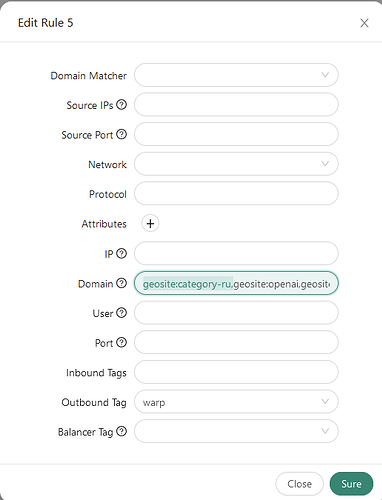 Edit Rule 5
Domain Matcher
Source IPs
Source Port
Network
Protocol
Attributes
+
IP
Domain geosite:category-ru,geosite:openai,geosite
User
Port
Inbound Tags
Outbound Tag warp
Balancer Tag
Close Sure